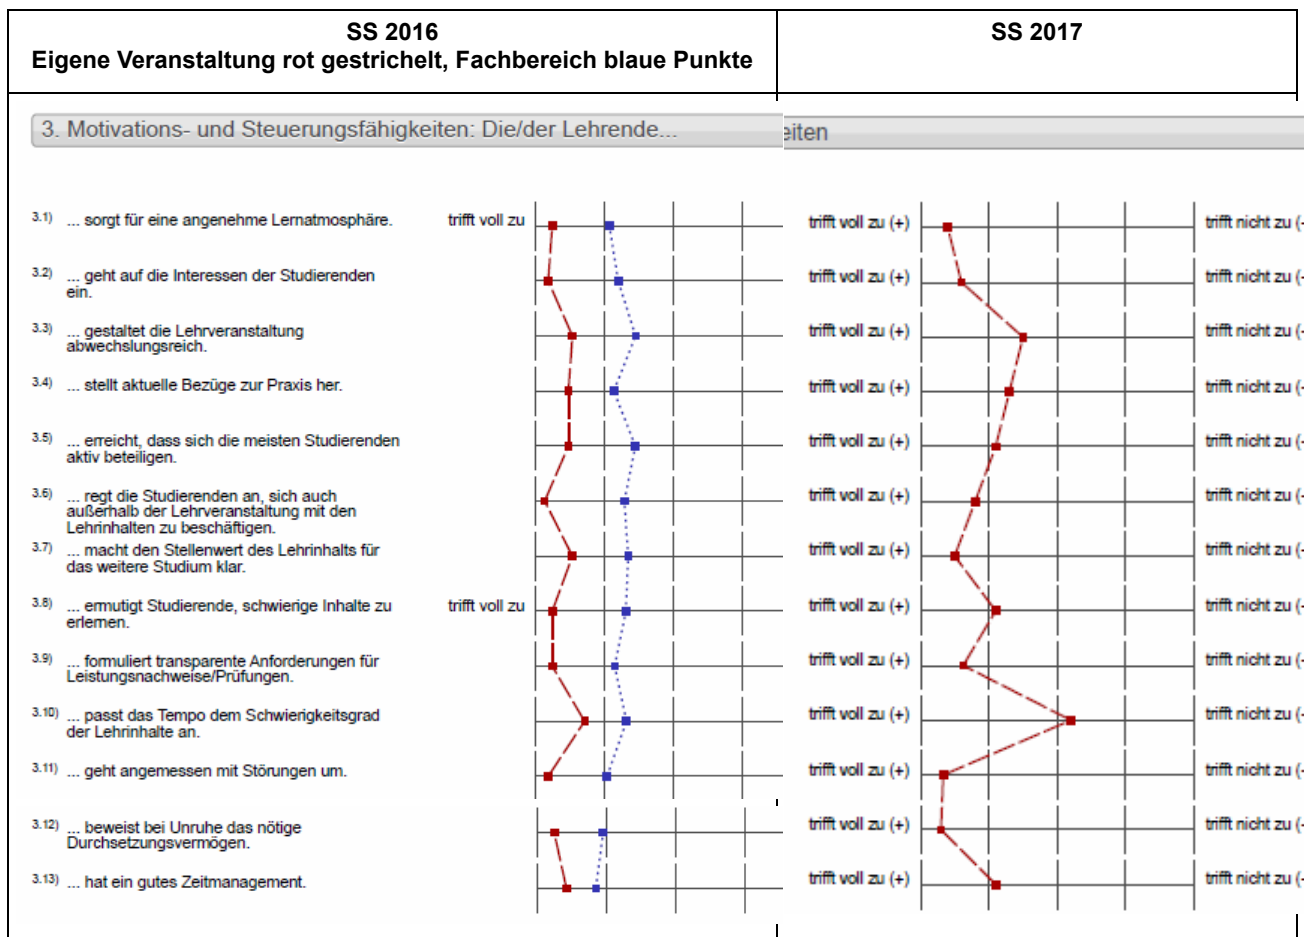 SS 2016
Eigene Veranstaltung rot gestrichelt, Fachbereich blaue Punkte
SS 2017
3. Motivations- und Steuerungsfähigkeiten: Die/der Lehrende...
eiten
3.1) ... sorgt für eine angenehme Lernatmosphäre. trifft voll zu trifft voll zu (+) trifft nicht zu (-
3.2) ... geht auf die Interessen der Studierenden trifft voll zu (+) trifft nicht zu (-
ein.
3.3) ... gestaltet die Lehrveranstaltung trifft voll zu (+) trifft nicht zu (-
abwechslungsreich.
3.4) ... stellt aktuelle Bezüge zur Praxis her. trifft voll zu (+) trifft nicht zu (-
3.5) ... erreicht, dass sich die meisten Studierenden trifft voll zu (+) trifft nicht zu (-
aktiv beteiligen.
3.6) ... regt die Studierenden an, sich auch trifft voll zu (+) trifft nicht zu (-
außerhalb der Lehrveranstaltung mit den
Lehrinhalten zu beschäftigen.
3.7) ... macht den Stellenwert des Lehrinhalts für trifft voll zu (+) trifft nicht zu (-
das weitere Studium klar.
3.8) ... ermutigt Studierende, schwierige Inhalte zu trifft voll zu trifft voll zu (+) trifft nicht zu (-
erlernen.
3.9) ... formuliert transparente Anforderungen für trifft voll zu (+) trifft nicht zu (-
Leistungsnachweise/Prüfungen.
3.10) ... passt das Tempo dem Schwierigkeitsgrad trifft voll zu (+) trifft nicht zu (-
der Lehrinhalte an.
3.11) ... geht angemessen mit Störungen um. trifft voll zu (+) trifft nicht zu (-
3.12) ... beweist bei Unruhe das nötige trifft voll zu (+) trifft nicht zu (-
Durchsetzungsvermögen.
3.13) ... hat ein gutes Zeitmanagement. trifft voll zu (+) trifft nicht zu (-